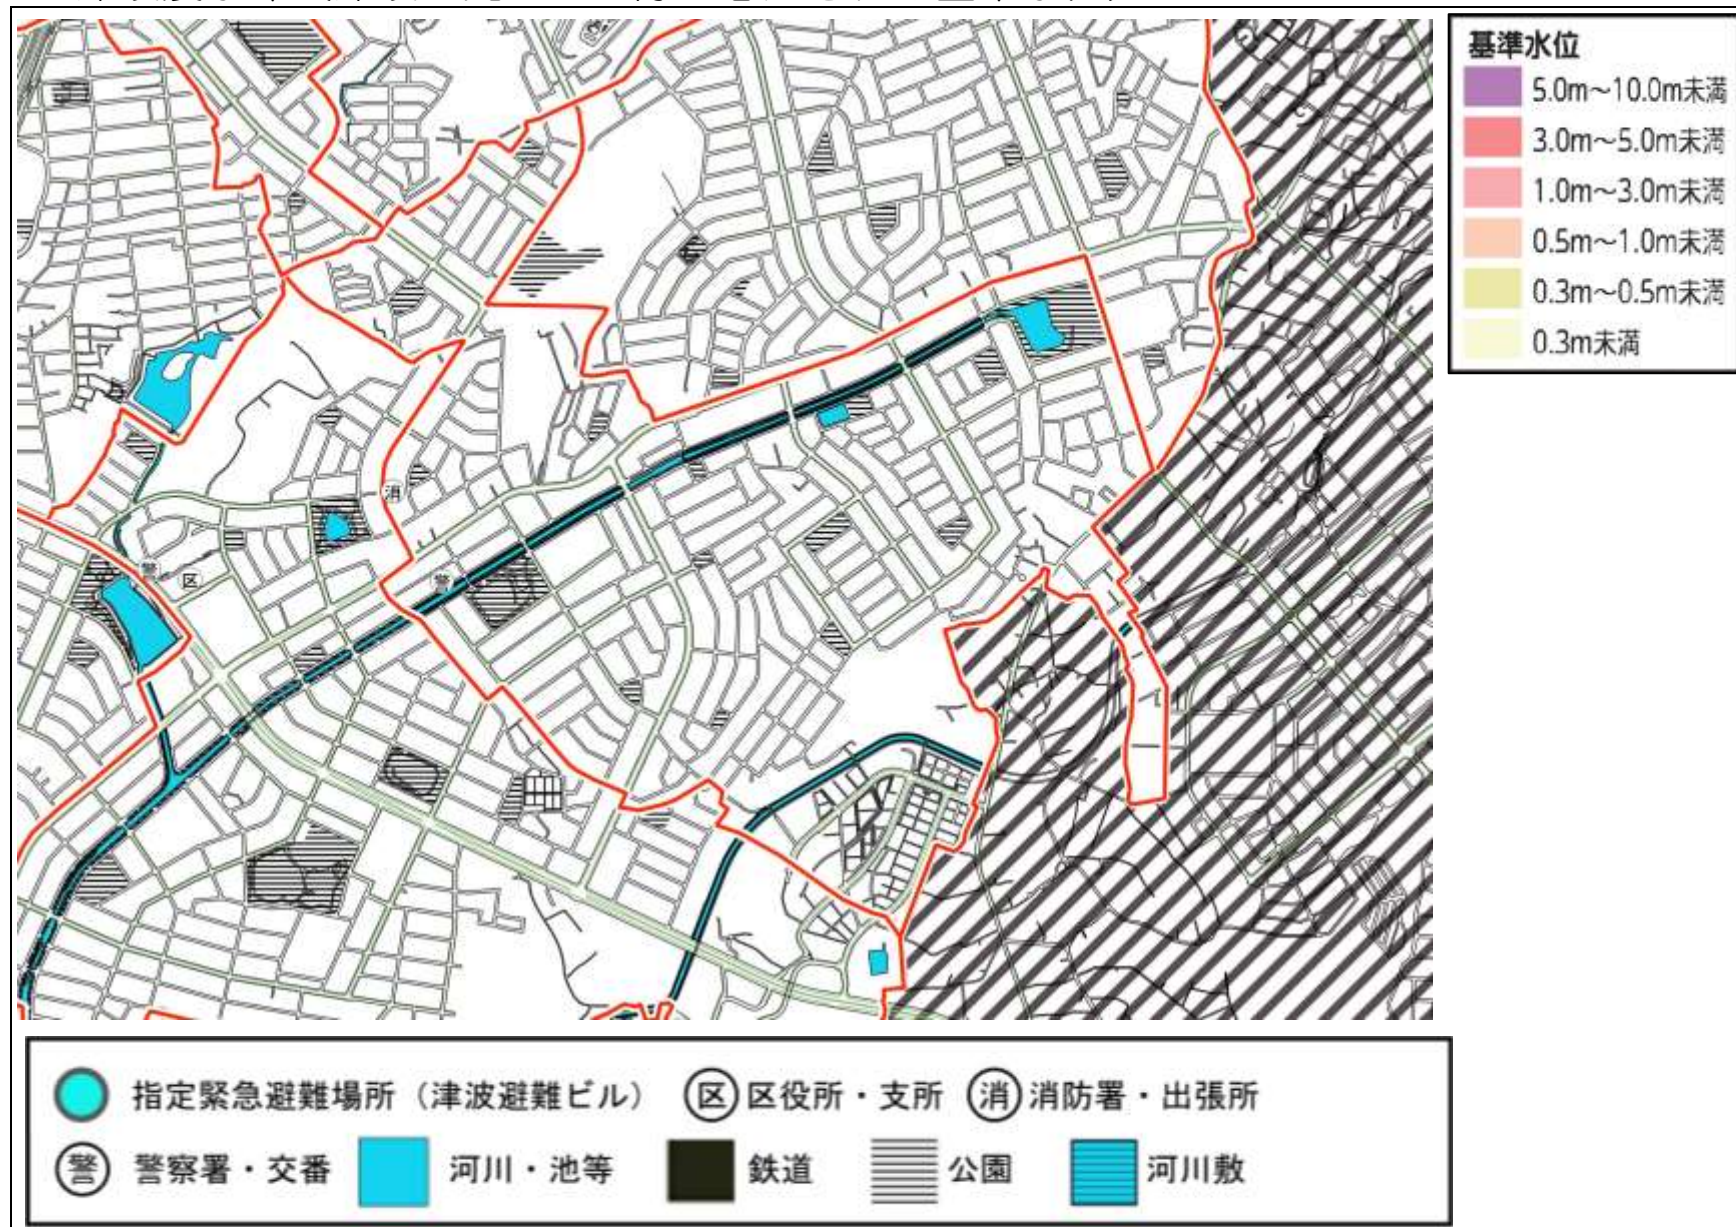 基準水位
5.0m～10.0m未満
3.0m～5.0m未満
1.0m～3.0m未満
0.5m～1.0m未満
0.3m～0.5m未満
0.3m未満
消
警
区
警
指定緊急避難場所（津波避難ビル）
区 区役所・支所
消 消防署・出張所
警 警察署・交番
河川・池等
鉄道
公園
河川敷